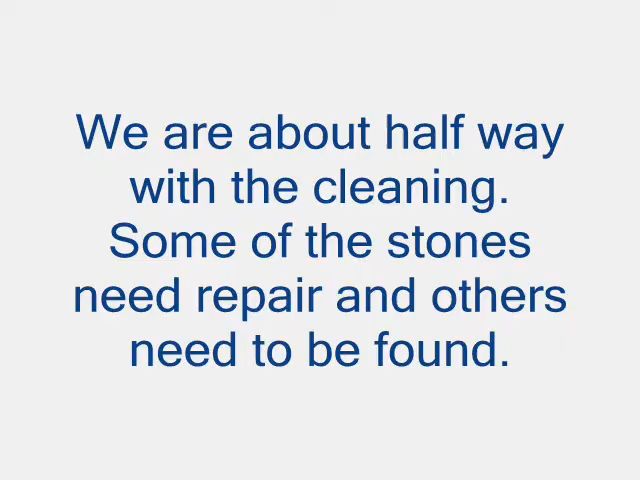 We are about half way
with the cleaning.
Some of the stones
need repair and others
need to be found.